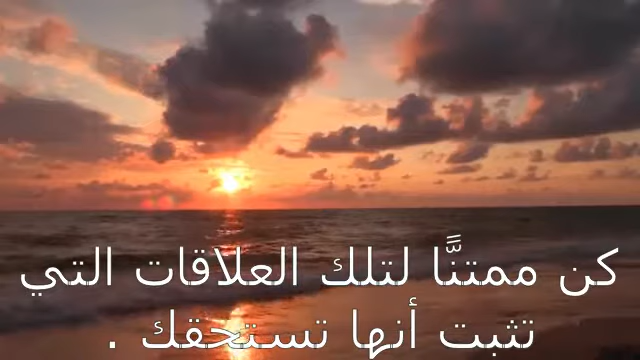 كن ممتنًّا لتلك العلاقات التي
تثبت أنها تستحقك .